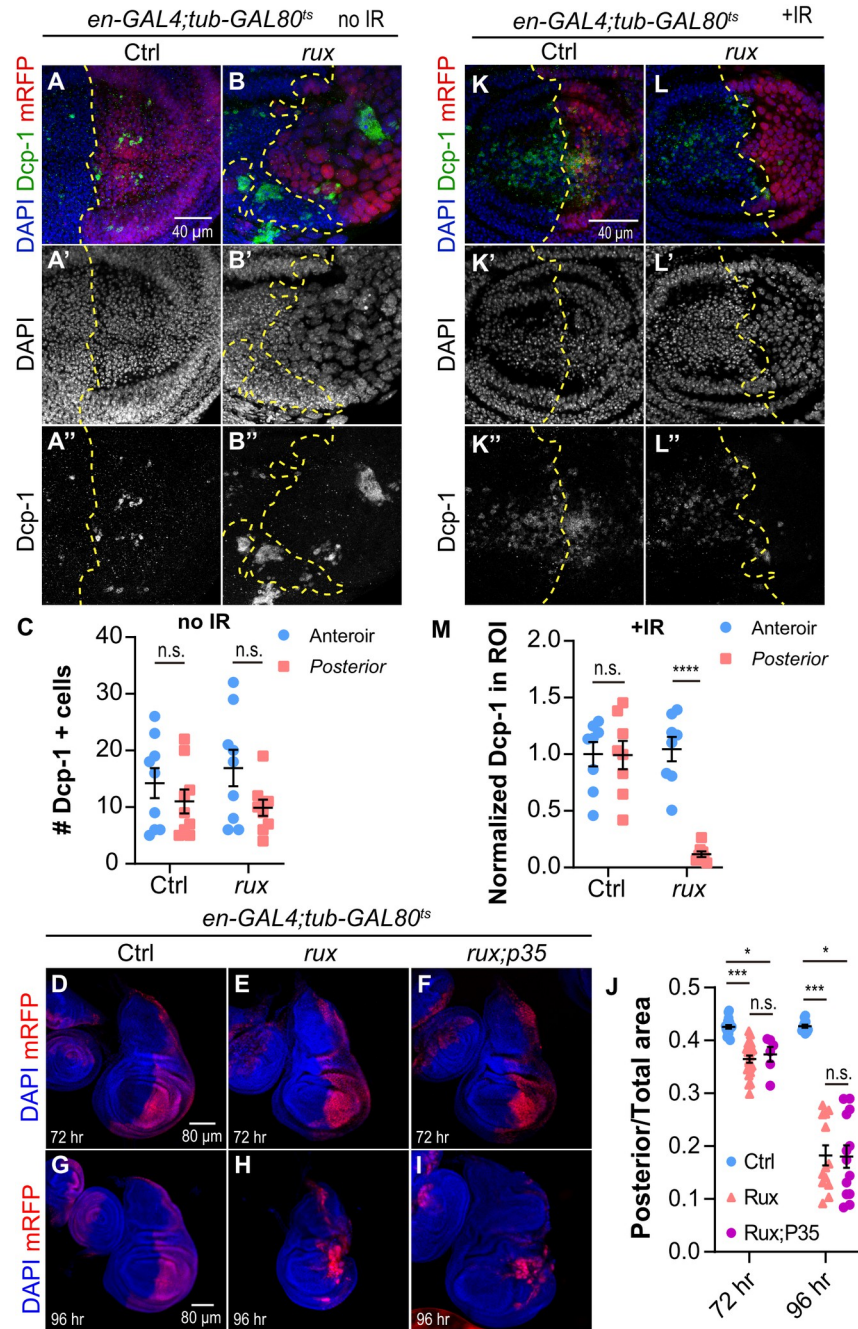 en-GAL4;tub-GAL80ts no IR
Ctrl rux
DAPI Dcp-1 mRFP
A
40 µm
B
DAPI
A'
B'
Dcp-1
A''
B''
en-GAL4;tub-GAL80ts +IR
Ctrl rux
DAPI Dcp-1 mRFP
K
40 µm
L
DAPI
K'
L'
Dcp-1
K''
L''
C
no IR
Anteroir
Posterior
n.s. n.s.
# Dcp-1 + cells
40
30
20
10
0
Ctrl rux
M
+IR
Anteroir
Posterior
n.s. ****
Normalized Dcp-1 in ROI
2.0
1.5
1.0
0.5
0.0
Ctrl rux
en-GAL4;tub-GAL80ts
Ctrl rux rux;p35
DAPI mRFP
D
72 hr
80 µm
E
72 hr
F
72 hr
DAPI mRFP
G
96 hr
80 µm
H
96 hr
I
96 hr
J
* *
*** ***
n.s. n.s.
Posterior/Total area
0.5
0.4
0.3
0.2
0.1
0.0
Ctrl
Rux
Rux;P35
72 hr 96 hr